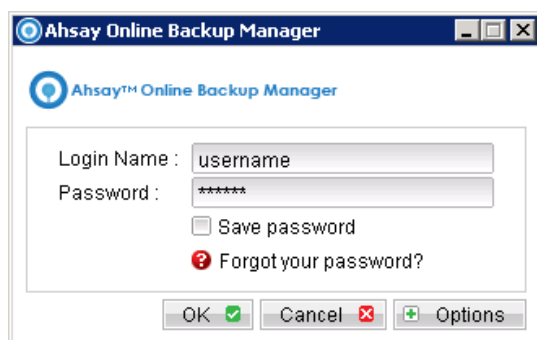 Ahsay Online Backup Manager
Ahsay™ Online Backup Manager
Login Name : username
Password : ******
Save password
Forgot your password?
OK Cancel Options